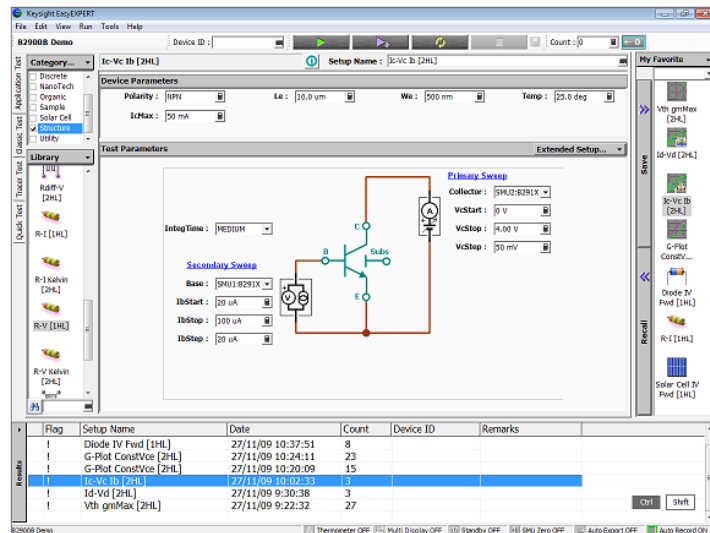 Keysight EasyEXPERT
File Edit View Run Tools Help
B2900B Demo Device ID : Count : 0
Application Test
Classic Test
Tracer Test
Quick Test
Category...
Discrete
NanoTech
Organic
Sample
Solar Cell
Structure
Utility
Library
Rdiff-V
[2HL]
R-I [1HL]
R-I Kelvin
[2HL]
R-V [1HL]
R-V Kelvin
[2HL]
Ic-Vc Ib [2HL] Setup Name : Ic-Vc Ib [2HL]
Device Parameters
Polarity : NPN Le : 10.0 um We : 500 nm Temp : 25.0 deg
IcMax : 50 mA
Test Parameters Extended Setup...
IntegTime : MEDIUM
Secondary Sweep
Base : SMU1:B291X
IbStart : 20 uA
IbStop : 100 uA
IbStep : 20 uA
C
B
Subs
E
A
V
Primary Sweep
Collector : SMU2:B291X
VcStart : 0 V
VcStop : 4.00 V
VcStep : 50 mV
Save
Recall
My Favorite
Vth gmMax
[2HL]
Id-Vd [2HL]
Ic-Vc Ib
[2HL]
G-Plot
ConstV...
Diode IV
Fwd [1HL]
R-I [1HL]
Solar Cell IV
Fwd [1HL]
Results
Flag Setup Name Date Count Device ID Remarks
! Diode IV Fwd [1HL] 27/11/09 10:37:51 8
! G-Plot ConstVce [2HL] 27/11/09 10:24:11 23
! G-Plot ConstVce [2HL] 27/11/09 10:20:09 15
! Ic-Vc Ib [2HL] 27/11/09 10:02:33 3
! Id-Vd [2HL] 27/11/09 9:30:38 3
! Vth gmMax [2HL] 27/11/09 9:22:32 27
Ctrl Shift
B2900B Demo Thermometer OFF Multi Display OFF Standby OFF SMU Zero OFF Auto Export OFF Auto Record ON